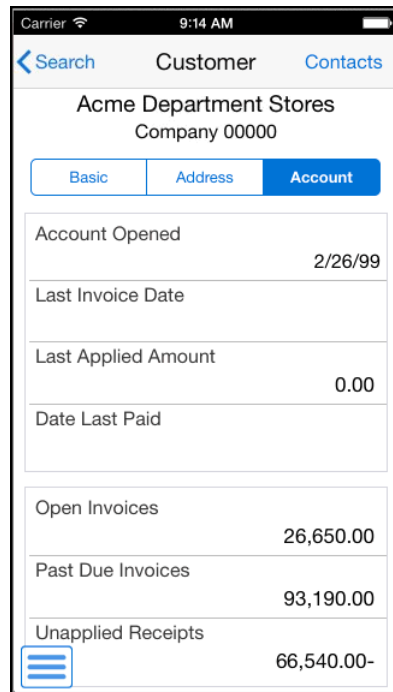 Carrier 9:14 AM
Search Customer Contacts
Acme Department Stores
Company 00000
Basic Address Account
Account Opened
2/26/99
Last Invoice Date
Last Applied Amount
0.00
Date Last Paid
Open Invoices
26,650.00
Past Due Invoices
93,190.00
Unapplied Receipts
66,540.00-